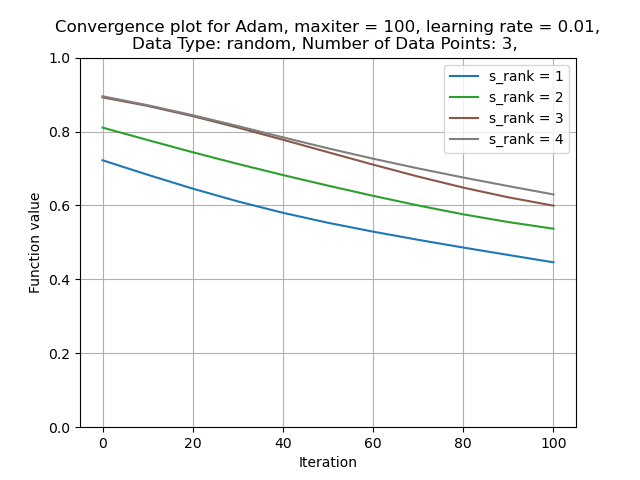 Convergence plot for Adam, maxiter = 100, learning rate = 0.01,
Data Type: random, Number of Data Points: 3,
s_rank = 1
s_rank = 2
s_rank = 3
s_rank = 4
Function value
1.0
0.8
0.6
0.4
0.2
0.0
0 20 40 60 80 100
Iteration